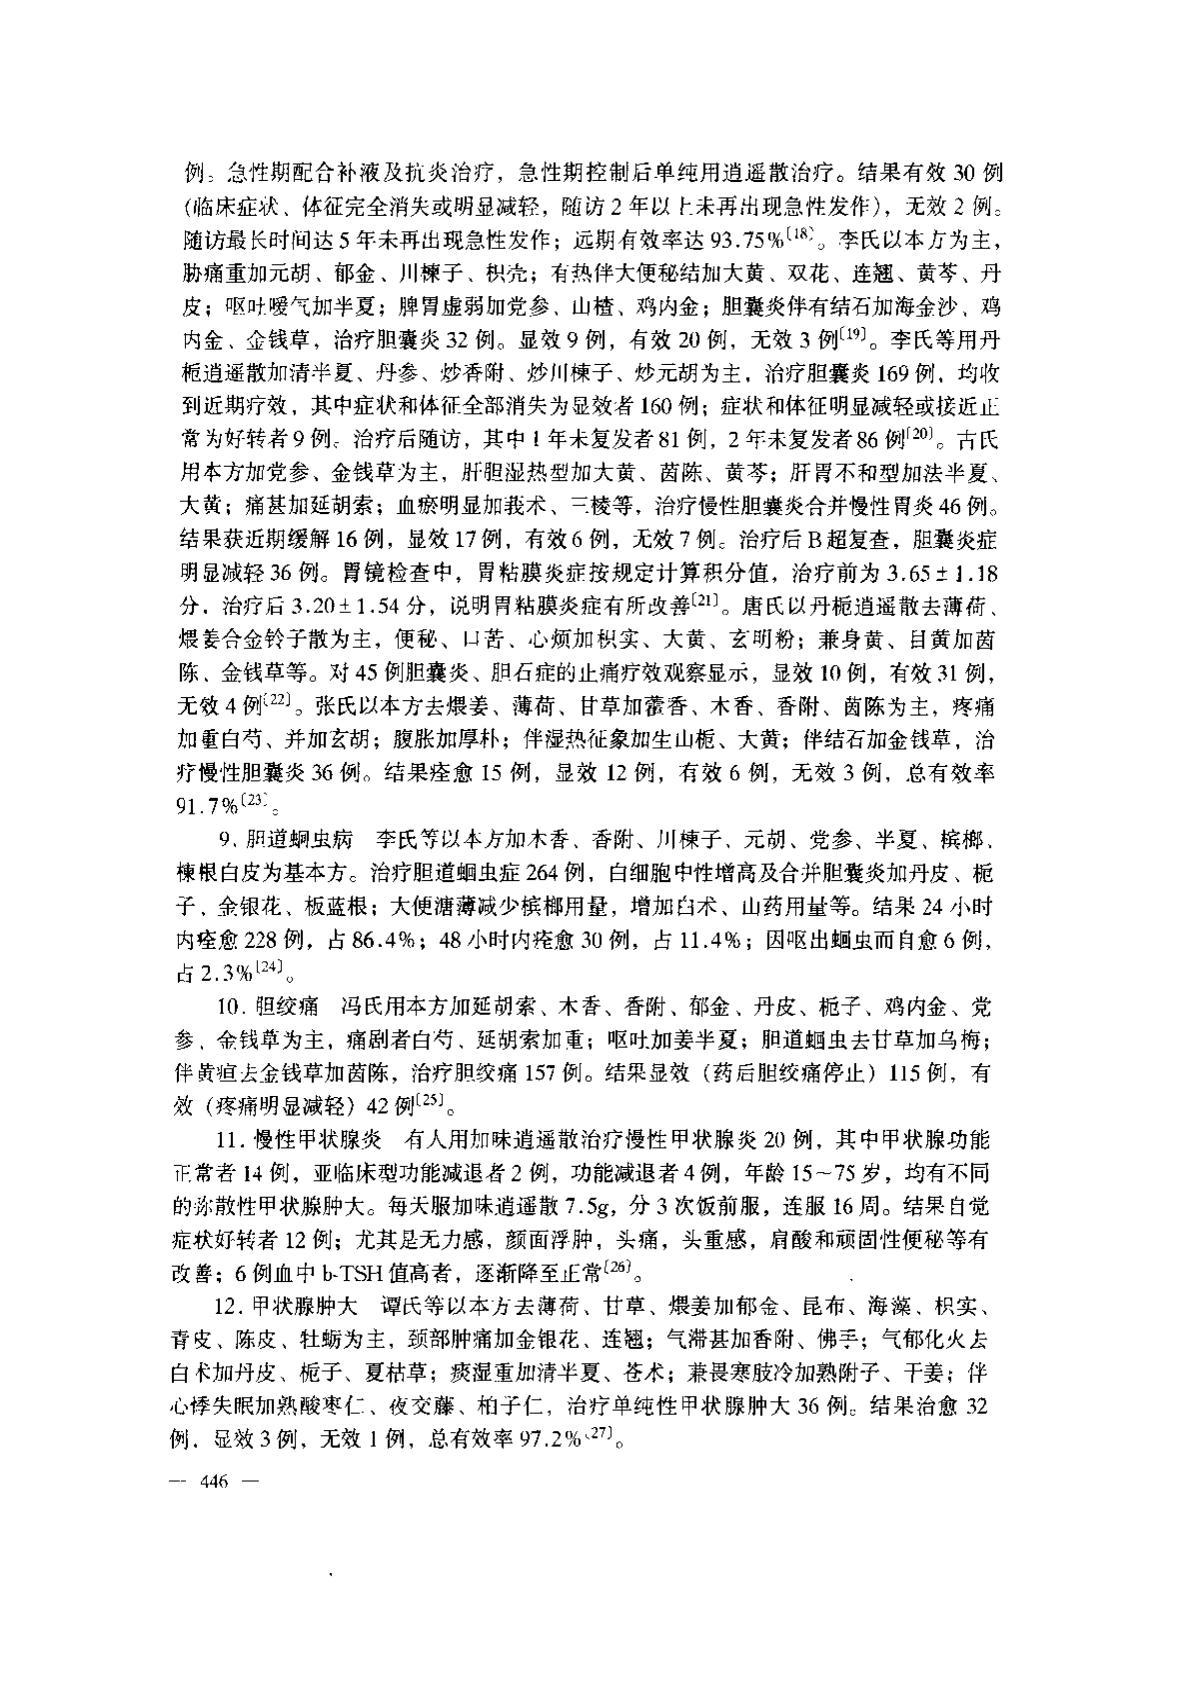 例。急性期配合补液及抗炎治疗，急性期控制后单纯用逍遥散治疗。结果有效 30 例
(临床症状、体征完全消失或明显减轻，随访 2 年以上未再出现急性发作)，无效 2 例。
随访最长时间达 5 年未再出现急性发作；远期有效率达 93.75%〔18〕。李氏以本方为主，
胁痛重加元胡、郁金、川楝子、枳壳；有热伴大便秘结加大黄、双花、连翘、黄芩、丹
皮；呕吐嗳气加半夏；脾胃虚弱加党参、山楂、鸡内金；胆囊炎伴有结石加海金沙、鸡
内金、金钱草，治疗胆囊炎 32 例。显效 9 例，有效 20 例，无效 3 例〔19〕。李氏等用丹
栀逍遥散加清半夏、丹参、炒香附、炒川楝子、炒元胡为主，治疗胆囊炎 169 例，均收
到近期疗效，其中症状和体征全部消失为显效者 160 例；症状和体征明显减轻或接近正
常为好转者 9 例。治疗后随访，其中 1 年未复发者 81 例，2 年未复发者 86 例〔20〕。古氏
用本方加党参、金钱草为主，肝胆湿热型加大黄、茵陈、黄芩；肝胃不和型加法半夏、
大黄；痛甚加延胡索；血瘀明显加莪术、三棱等，治疗慢性胆囊炎合并慢性胃炎 46 例。
结果获近期缓解 16 例，显效 17 例，有效 6 例，无效 7 例。治疗后 B 超复查，胆囊炎症
明显减轻 36 例。胃镜检查中，胃粘膜炎症按规定计算积分值，治疗前为 3.65±1.18
分，治疗后 3.20±1.54 分，说明胃粘膜炎症有所改善〔21〕。唐氏以丹栀逍遥散去薄荷、
煨姜合金铃子散为主，便秘、口苦、心烦加枳实、大黄、玄明粉；兼身黄、目黄加茵
陈、金钱草等。对 45 例胆囊炎、胆石症的止痛疗效观察显示，显效 10 例，有效 31 例，
无效 4 例〔22〕。张氏以本方去煨姜、薄荷、甘草加藿香、木香、香附、茵陈为主，疼痛
加重白芍、并加玄胡；腹胀加厚朴；伴湿热征象加生山栀、大黄；伴结石加金钱草，治
疗慢性胆囊炎 36 例。结果痊愈 15 例，显效 12 例，有效 6 例，无效 3 例，总有效率
91.7%〔23〕。
9. 胆道蛔虫病　李氏等以本方加木香、香附、川楝子、元胡、党参、半夏、槟榔、
楝根白皮为基本方。治疗胆道蛔虫症 264 例，白细胞中性增高及合并胆囊炎加丹皮、栀
子、金银花、板蓝根；大便溏薄减少槟榔用量，增加白术、山药用量等。结果 24 小时
内痊愈 228 例，占 86.4%；48 小时内痊愈 30 例，占 11.4%；因呕出蛔虫而自愈 6 例，
占 2.3%〔24〕。
10. 胆绞痛　冯氏用本方加延胡索、木香、香附、郁金、丹皮、栀子、鸡内金、党
参、金钱草为主，痛剧者白芍、延胡索加重；呕吐加姜半夏；胆道蛔虫去甘草加乌梅；
伴黄疸去金钱草加茵陈，治疗胆绞痛 157 例。结果显效（药后胆绞痛停止）115 例，有
效（疼痛明显减轻）42 例〔25〕。
11. 慢性甲状腺炎　有人用加味逍遥散治疗慢性甲状腺炎 20 例，其中甲状腺功能
正常者 14 例，亚临床型功能减退者 2 例，功能减退者 4 例，年龄 15～75 岁，均有不同
的弥散性甲状腺肿大。每天服加味逍遥散 7.5g，分 3 次饭前服，连服 16 周。结果自觉
症状好转者 12 例；尤其是无力感，颜面浮肿，头痛，头重感，肩酸和顽固性便秘等有
改善；6 例血中 b-TSH 值高者，逐渐降至正常〔26〕。
12. 甲状腺肿大　谭氏等以本方去薄荷、甘草、煨姜加郁金、昆布、海藻、枳实、
青皮、陈皮、牡蛎为主，颈部肿痛加金银花、连翘；气滞甚加香附、佛手；气郁化火去
白术加丹皮、栀子、夏枯草；痰湿重加清半夏、苍术；兼畏寒肢冷加熟附子、干姜；伴
心悸失眠加熟酸枣仁、夜交藤、柏子仁，治疗单纯性甲状腺肿大 36 例。结果治愈 32
例，显效 3 例，无效 1 例，总有效率 97.2%〔27〕。
— 446 —